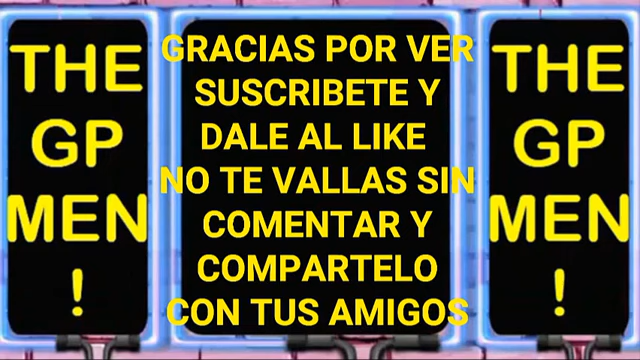 THE
GP
MEN
!
GRACIAS POR VER
SUSCRIBETE Y
DALE AL LIKE
NO TE VALLAS SIN
COMENTAR Y
COMPARTELO
CON TUS AMIGOS
THE
GP
MEN
!